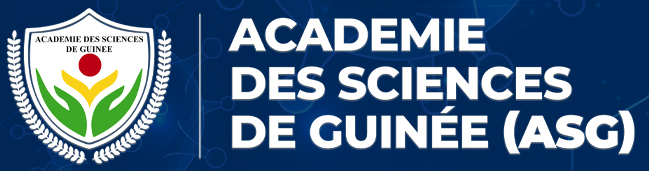 ACADEMIE DES SCIENCES
DE GUINEE
ACADEMIE
DES SCIENCES
DE GUINÉE (ASG)